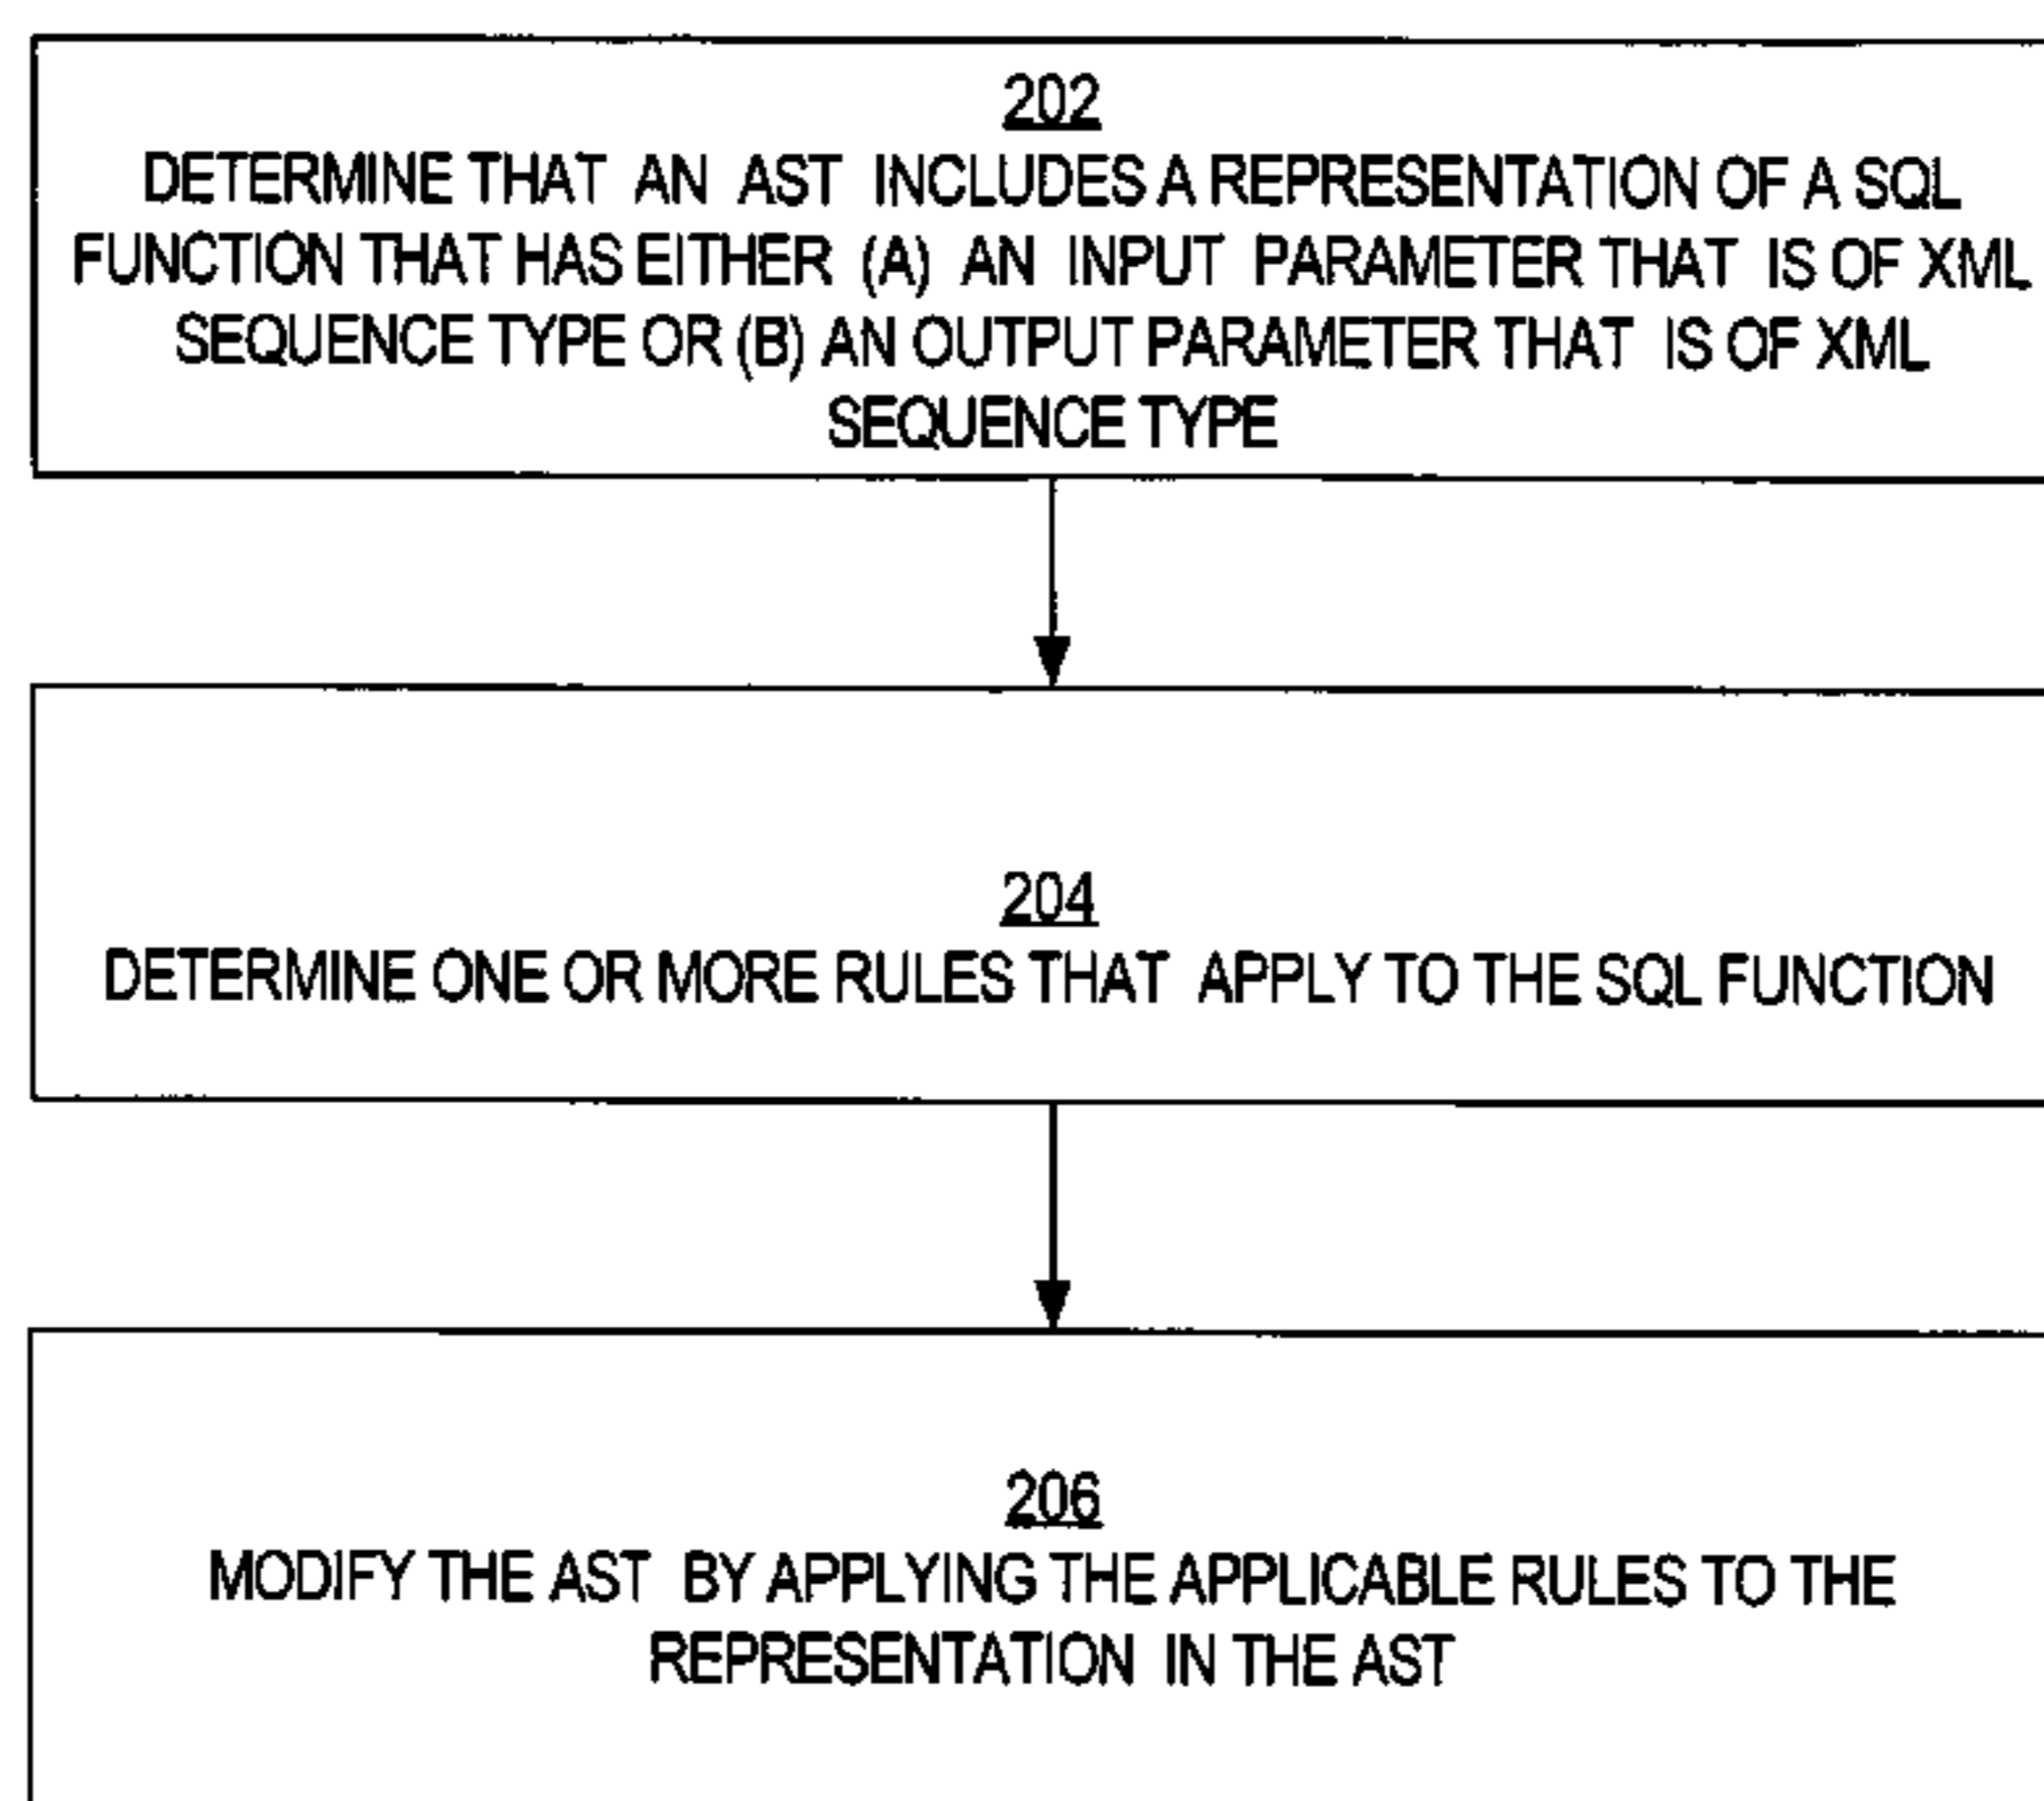 202
DETERMINE THAT AN AST INCLUDES A REPRESENTATION OF A SQL
FUNCTION THAT HAS EITHER (A) AN INPUT PARAMETER THAT IS OF XML
SEQUENCE TYPE OR (B) AN OUTPUT PARAMETER THAT IS OF XML
SEQUENCE TYPE
204
DETERMINE ONE OR MORE RULES THAT APPLY TO THE SQL FUNCTION
206
MODIFY THE AST BY APPLYING THE APPLICABLE RULES TO THE
REPRESENTATION IN THE AST